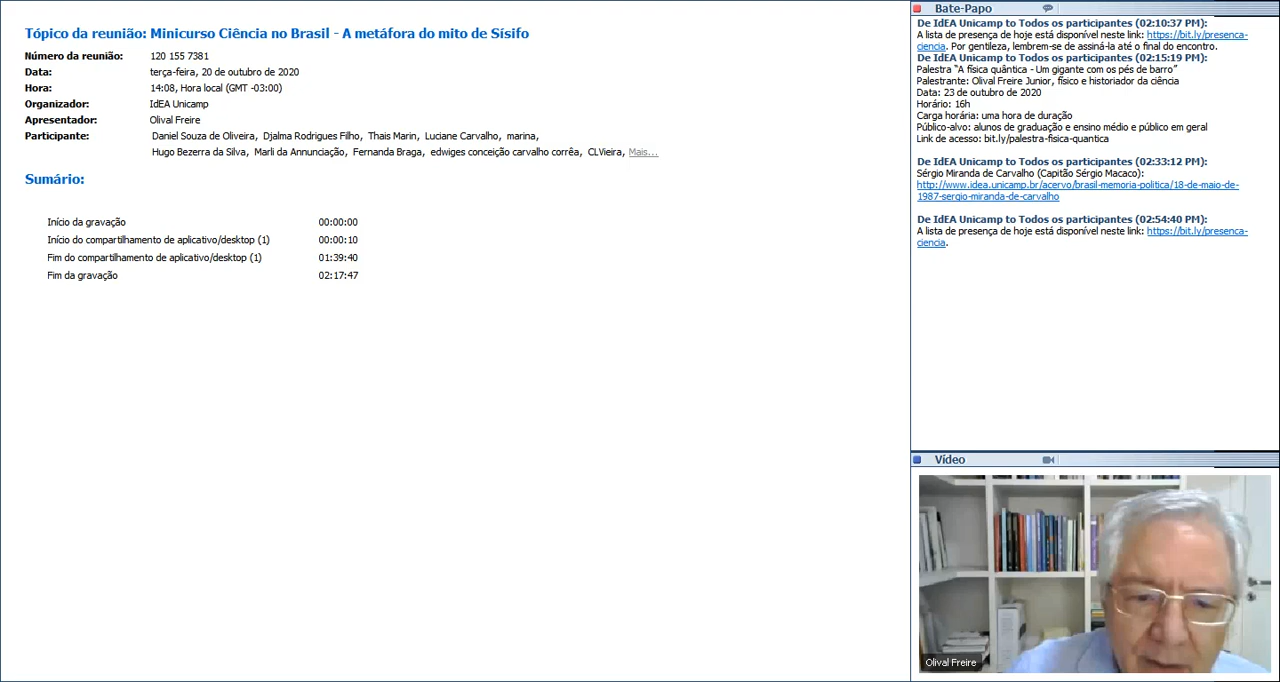 Tópico da reunião: Minicurso Ciência no Brasil - A metáfora do mito de Sísifo
Número da reunião: 120 155 7381
Data: terça-feira, 20 de outubro de 2020
Hora: 14:08, Hora local (GMT -03:00)
Organizador: IdEA Unicamp
Apresentador: Olival Freire
Participante: Daniel Souza de Oliveira, Djalma Rodrigues Filho, Thais Marin, Luciane Carvalho, marina,
Hugo Bezerra da Silva, Marli da Annunciação, Fernanda Braga, edwiges conceição carvalho corrêa, CLVieira, Mais...
Sumário:
Início da gravação 00:00:00
Início do compartilhamento de aplicativo/desktop (1) 00:00:10
Fim do compartilhamento de aplicativo/desktop (1) 01:39:40
Fim da gravação 02:17:47
Bate-Papo
De IdEA Unicamp to Todos os participantes (02:10:37 PM):
A lista de presença de hoje está disponível neste link: https://bit.ly/presenca-
ciencia. Por gentileza, lembrem-se de assiná-la até o final do encontro.
De IdEA Unicamp to Todos os participantes (02:15:19 PM):
Palestra "A física quântica - Um gigante com os pés de barro"
Palestrante: Olival Freire Junior, físico e historiador da ciência
Data: 23 de outubro de 2020
Horário: 16h
Carga horária: uma hora de duração
Público-alvo: alunos de graduação e ensino médio e público em geral
Link de acesso: bit.ly/palestra-fisica-quantica
De IdEA Unicamp to Todos os participantes (02:33:12 PM):
Sérgio Miranda de Carvalho (Capitão Sérgio Macaco):
http://www.idea.unicamp.br/acervo/brasil-memoria-politica/18-de-maio-de-
1987-sergio-miranda-de-carvalho
De IdEA Unicamp to Todos os participantes (02:54:40 PM):
A lista de presença de hoje está disponível neste link: https://bit.ly/presenca-
ciencia.
Vídeo
Olival Freire